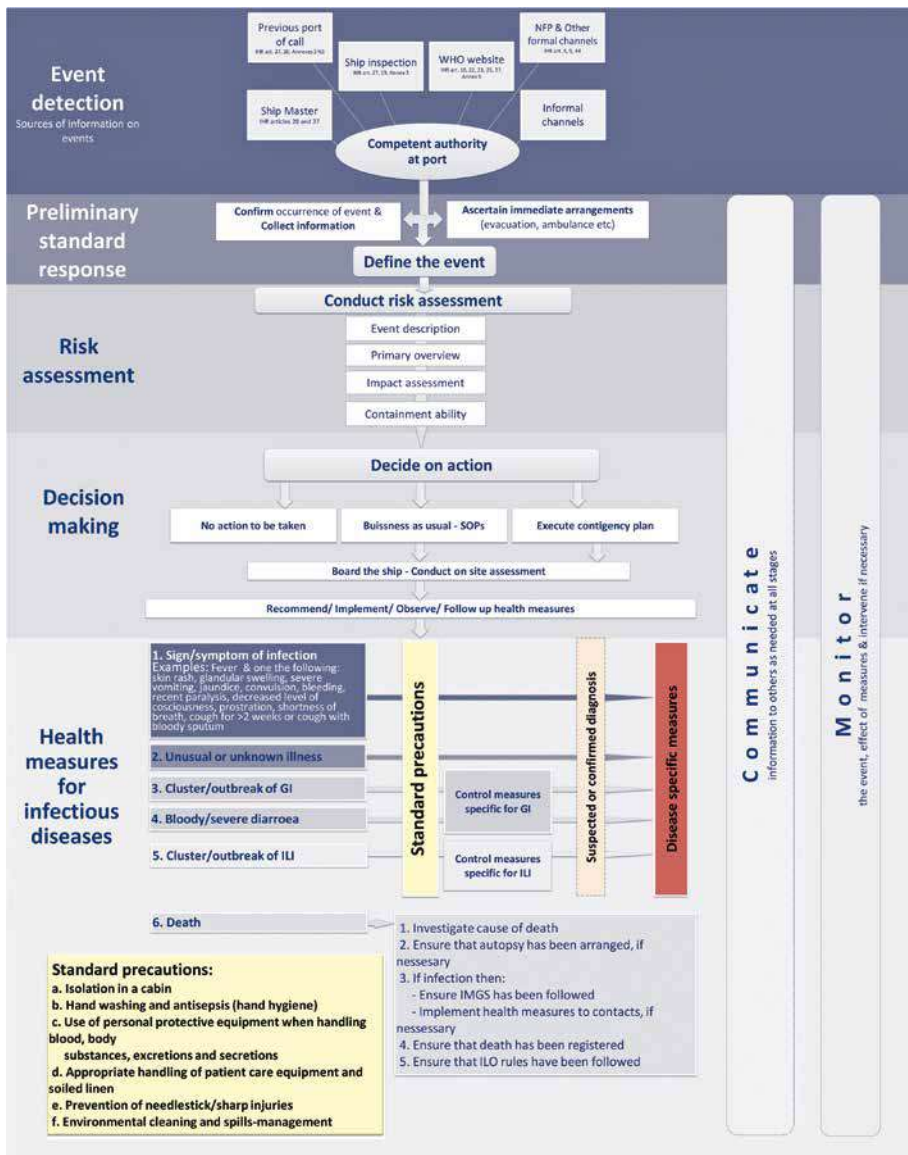 Event
detection
Sources of information on
events
Previous port
of call
Ship inspection
WHO website
NFP & Other
formal channels
Ship Master
IHR articles 28 and 27
Informal
channels
Competent authority
at port
Preliminary
standard
response
Confirm occurrence of event &
Collect information
Ascertain immediate arrangements
(evacuation, ambulance etc)
Define the event
Risk
assessment
Conduct risk assessment
Event description
Primary overview
Impact assessment
Containment ability
Decision
making
Decide on action
No action to be taken
Buissness as usual - SOPs
Execute contigency plan
Board the ship - Conduct on site assessment
Recommend/ Implement/ Observe/ Follow up health measures
Health
measures
for
infectious
diseases
1. Sign/symptom of infection
Examples: Fever & one the following:
skin rash, glandular swelling, severe
vomiting, jaundice, convulsion, bleeding,
recent paralysis, decreased level of
cosciousness, prostration, shortness of
breath, cough for >2 weeks or cough with
bloody sputum
2. Unusual or unknown illness
3. Cluster/outbreak of GI
4. Bloody/severe diarroea
5. Cluster/outbreak of ILI
Standard precautions
Control measures
specific for GI
Control measures
specific for ILI
Suspected or confirmed diagnosis
Disease specific measures
6. Death
1. Investigate cause of death
2. Ensure that autopsy has been arranged, if
nessesary
3. If infection then:
- Ensure IMGS has been followed
- Implement health measures to contacts, if
nessessary
4. Ensure that death has been registered
5. Ensure that ILO rules have been followed
Standard precautions:
a. Isolation in a cabin
b. Hand washing and antisepsis (hand hygiene)
c. Use of personal protective equipment when handling
blood, body
substances, excretions and secretions
d. Appropriate handling of patient care equipment and
soiled linen
e. Prevention of needlestick/sharp injuries
f. Environmental cleaning and spills-management
Communicate
information to others as needed at all stages
Monitor
the event, effect of measures & intervene if necessary